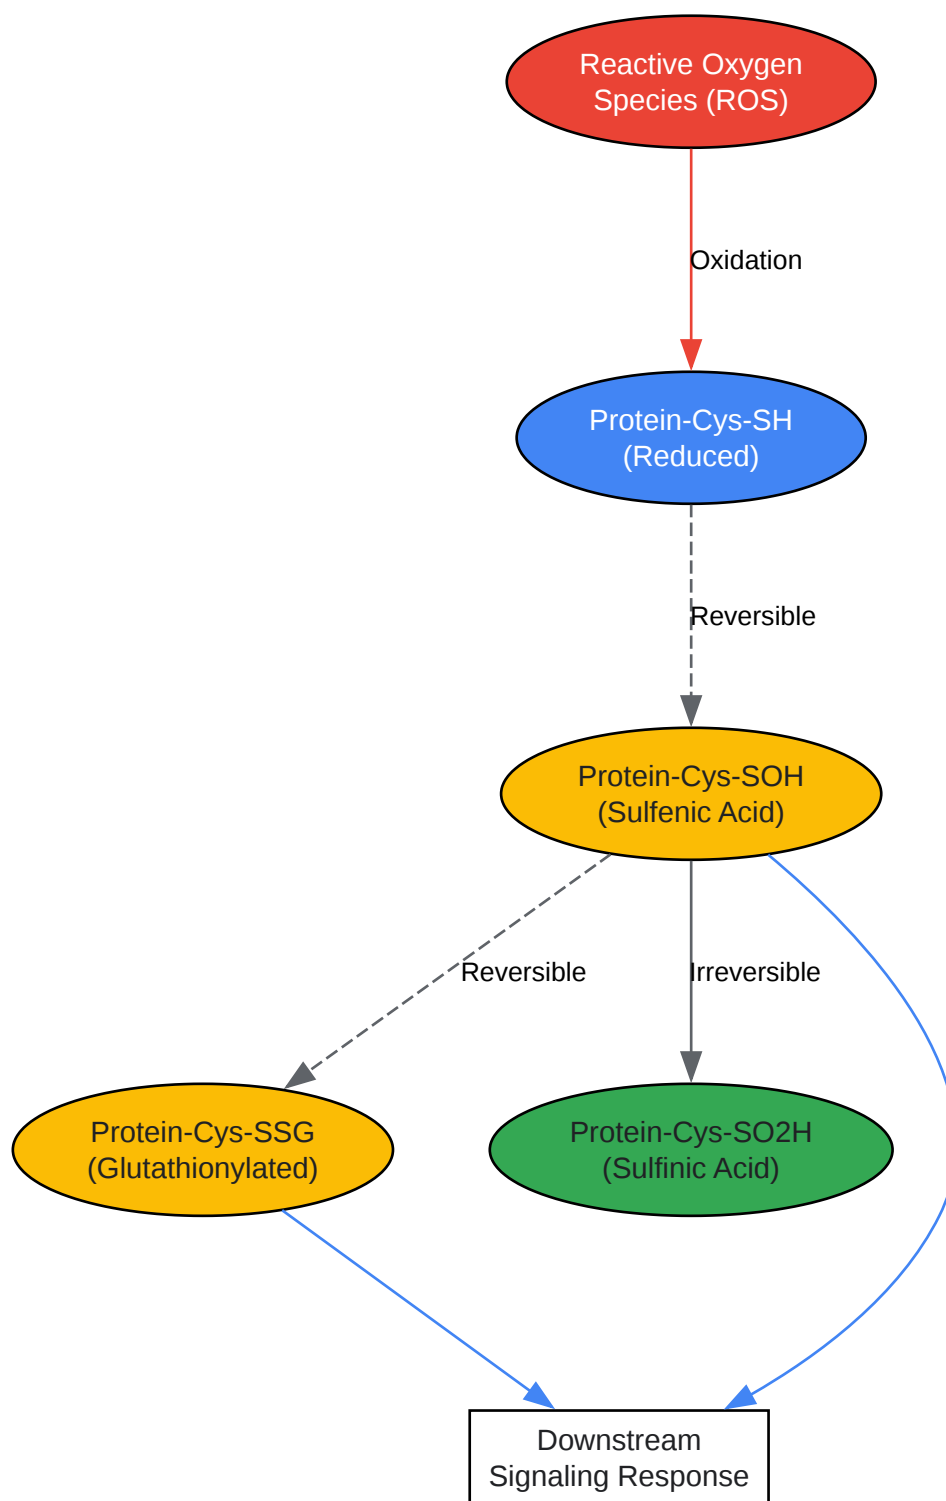 Reactive Oxygen
Species (ROS)
Oxidation
Protein-Cys-SH
(Reduced)
Reversible
Protein-Cys-SOH
(Sulfenic Acid)
Reversible
Irreversible
Protein-Cys-SSG
(Glutathionylated)
Protein-Cys-SO2H
(Sulfinic Acid)
Downstream
Signaling Response